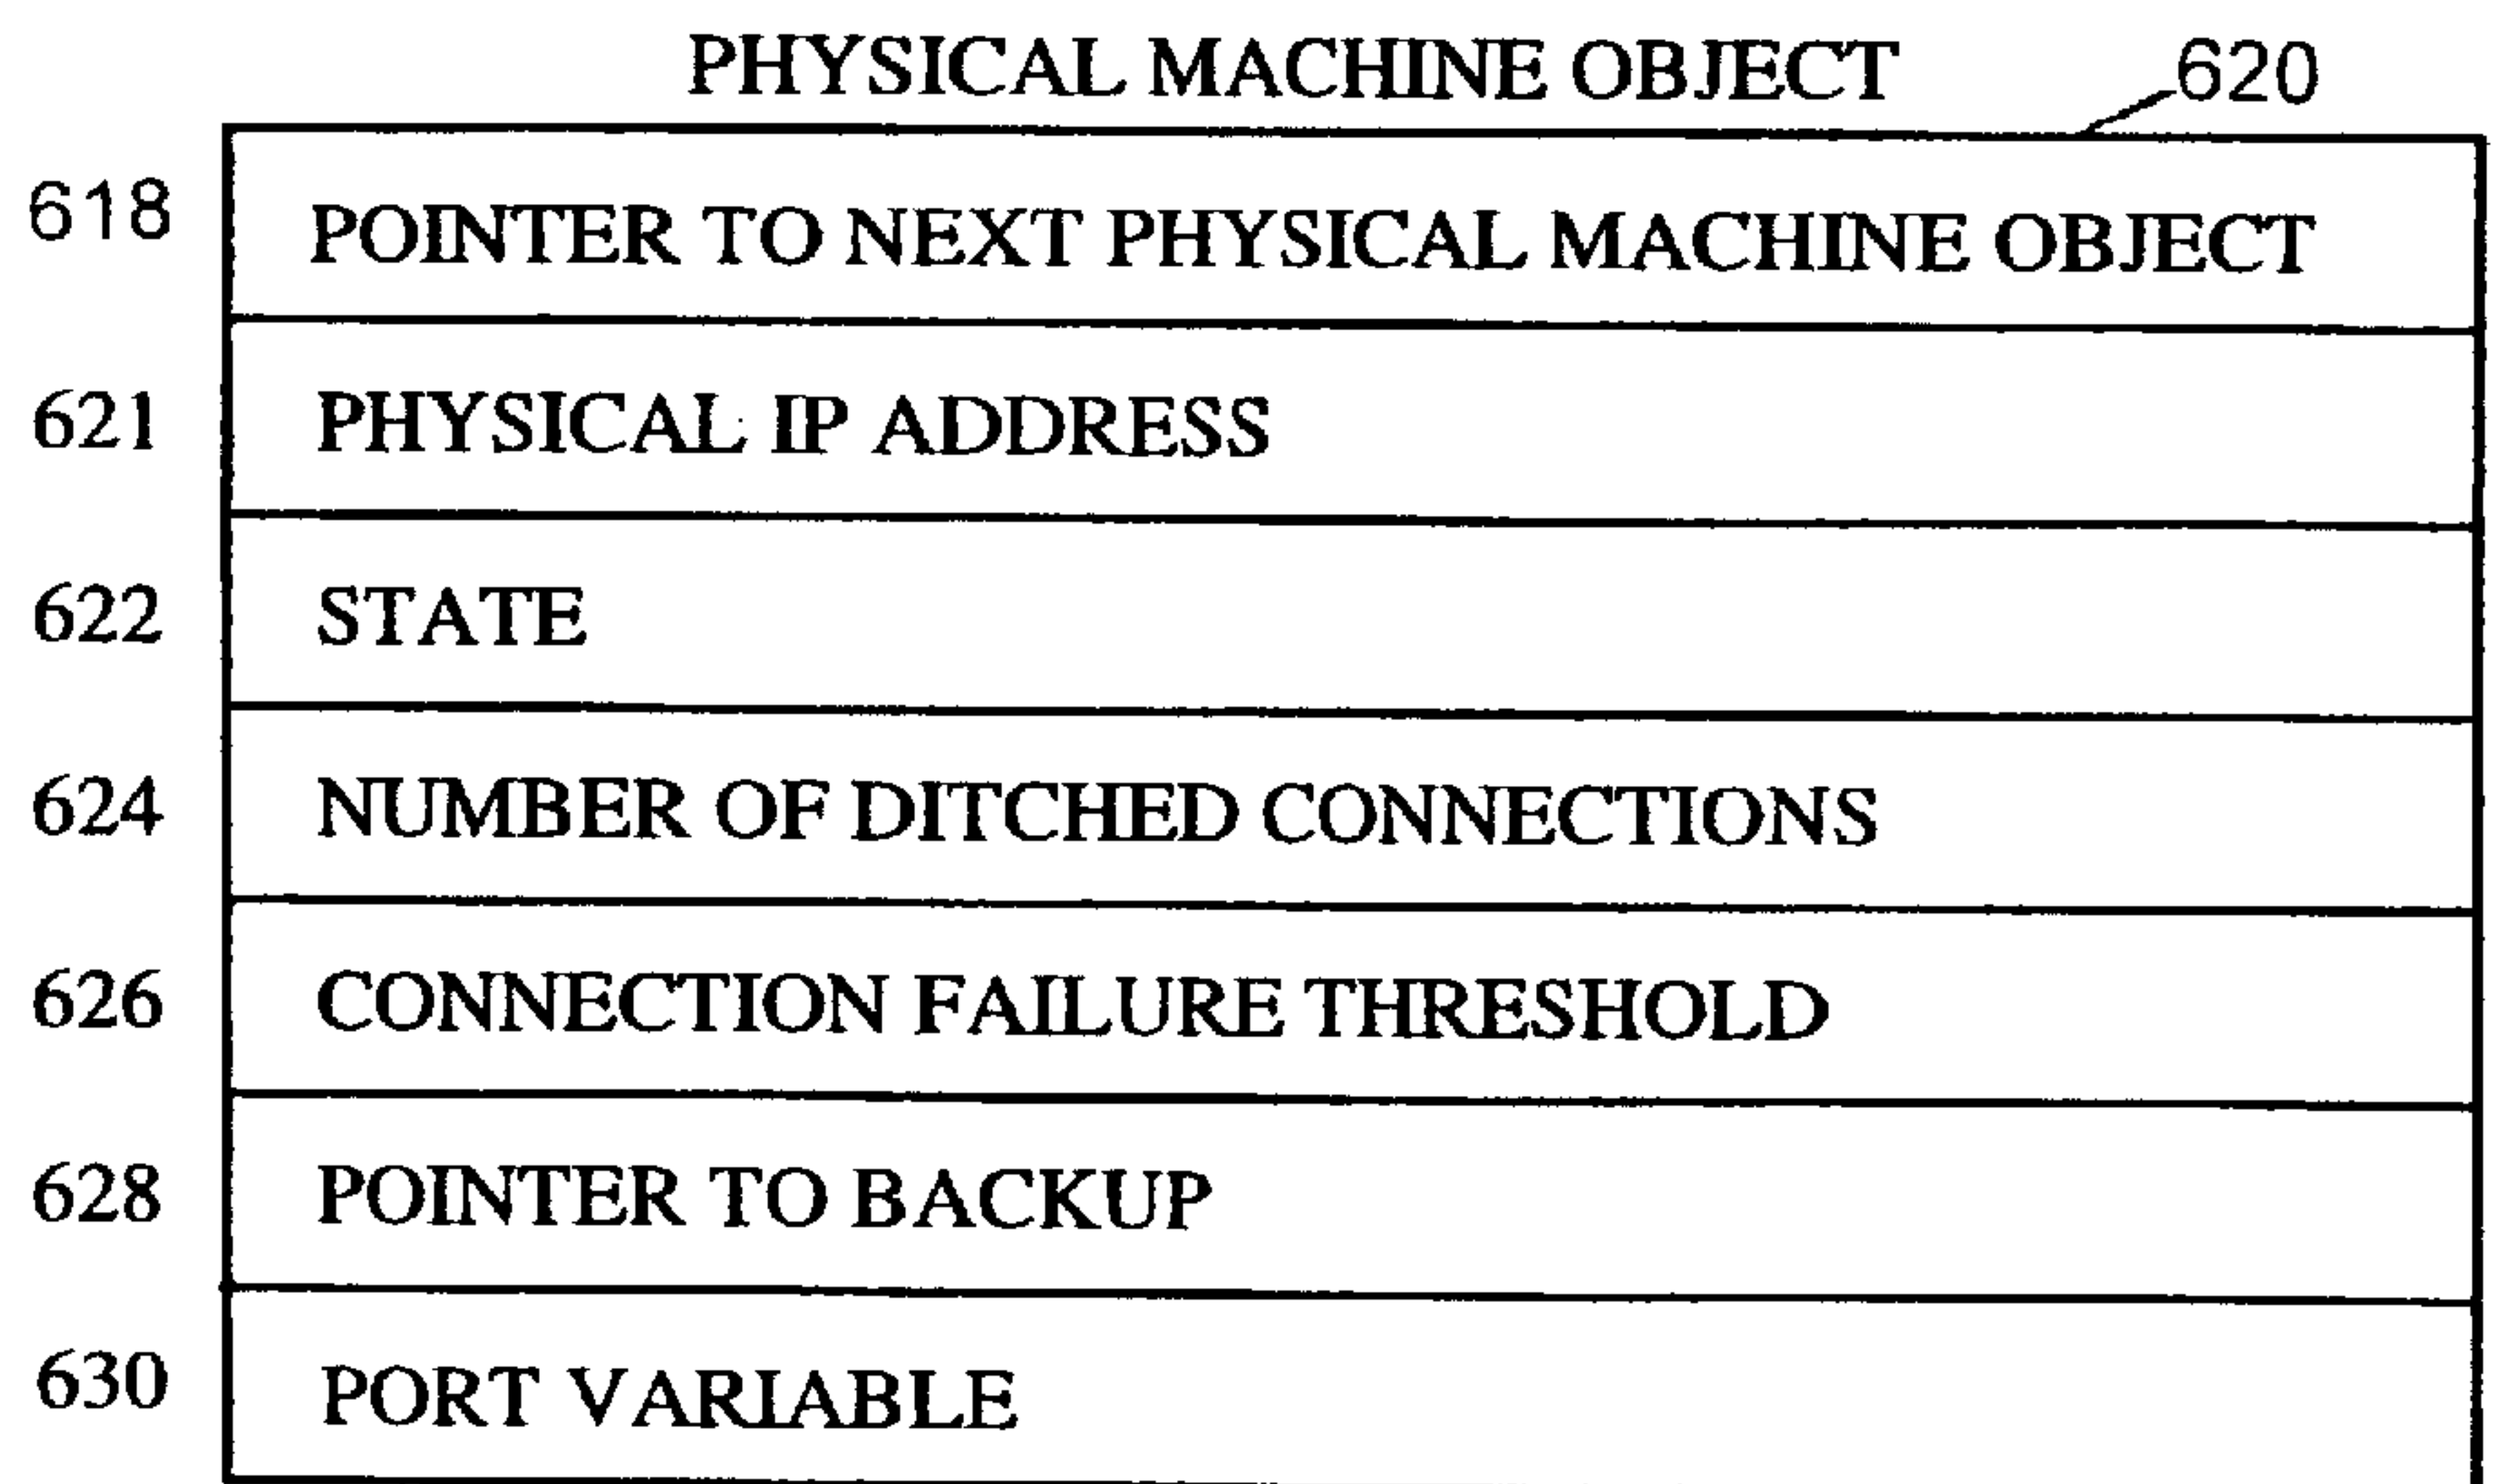 PHYSICAL MACHINE OBJECT 620
618 POINTER TO NEXT PHYSICAL MACHINE OBJECT
621 PHYSICAL IP ADDRESS
622 STATE
624 NUMBER OF DITCHED CONNECTIONS
626 CONNECTION FAILURE THRESHOLD
628 POINTER TO BACKUP
630 PORT VARIABLE